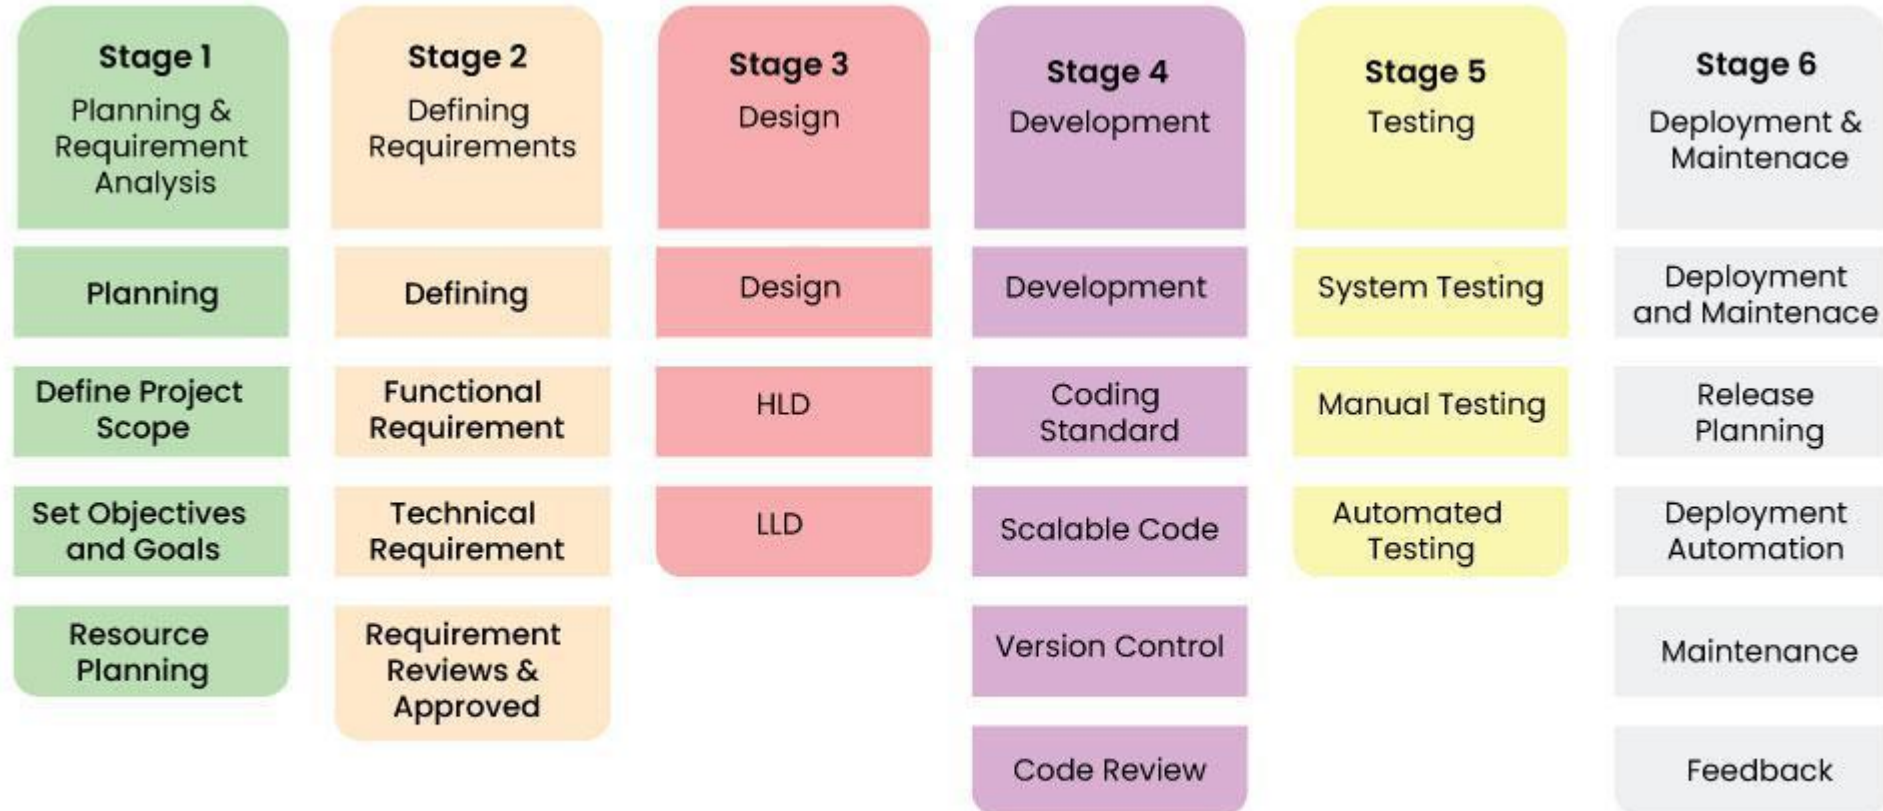 Stage 1
Planning &
Requirement
Analysis
Planning
Define Project
Scope
Set Objectives
and Goals
Resource
Planning
Stage 2
Defining
Requirements
Defining
Functional
Requirement
Technical
Requirement
Requirement
Reviews &
Approved
Stage 3
Design
Design
HLD
LLD
Stage 4
Development
Development
Coding
Standard
Scalable Code
Version Control
Code Review
Stage 5
Testing
System Testing
Manual Testing
Automated
Testing
Stage 6
Deployment &
Maintenace
Deployment
and Maintenace
Release
Planning
Deployment
Automation
Maintenance
Feedback